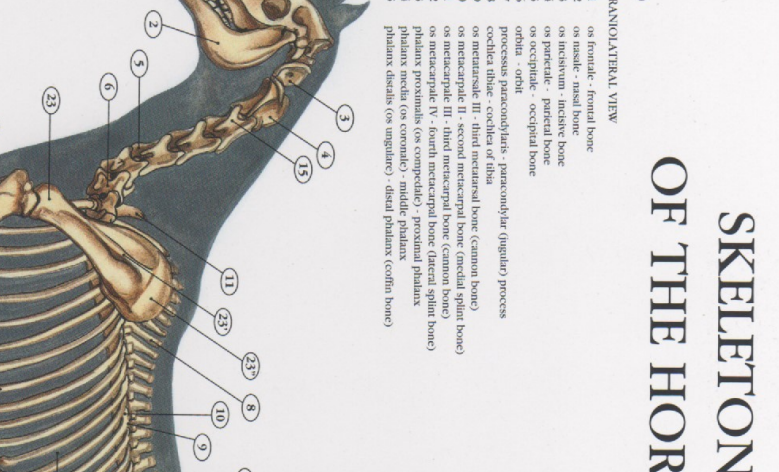 SKELETON
OF THE HOR
RANIOLATERAL VIEW
os frontale - frontal bone
os nasale - nasal bone
os incisivum - incisive bone
os parietale - parietal bone
os occipitale - occipital bone
orbita - orbit
processus paracondylaris - paracondylar (jugular) process
cochlea tibiae - cochlea of tibia
os metatarsale III - third metatarsal bone (cannon bone)
os metacarpale II - second metacarpal bone (medial splint bone)
os metacarpale III - third metacarpal bone (cannon bone)
os metacarpale IV - fourth metacarpal bone (lateral splint bone)
phalanx proximalis (os compedale) - proximal phalanx
phalanx media (os coronale) - middle phalanx
phalanx distalis (os ungulare) - distal phalanx (coffin bone)
3
4
15
2
5
6
23
11
23'
23"
8
10
9